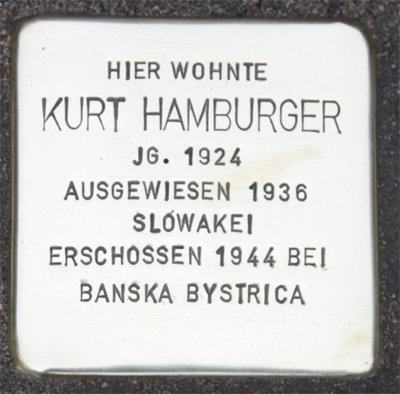 HIER WOHNTE
KURT HAMBURGER
JG. 1924
AUSGEWIESEN 1936
SLOWAKEI
ERSCHOSSEN 1944 BEI
BANSKA BYSTRICA